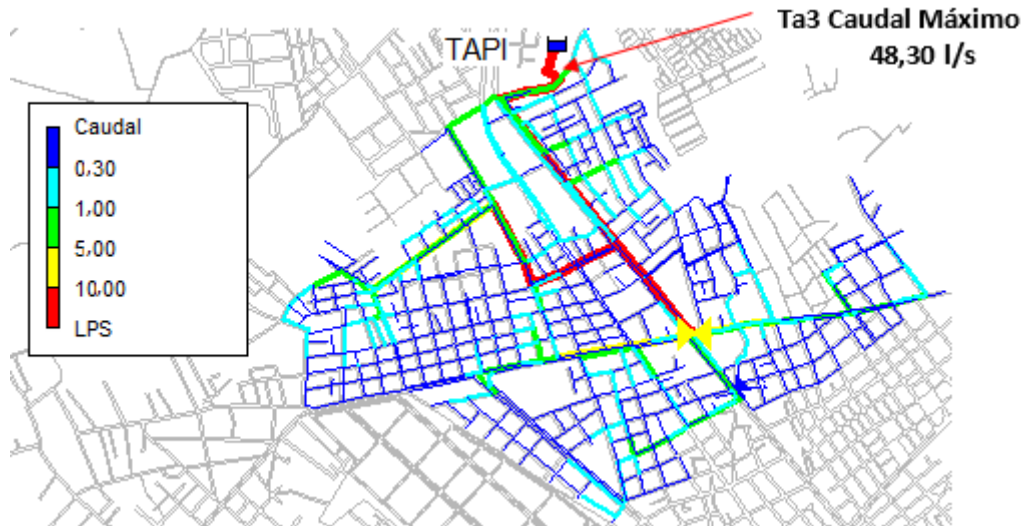 Ta3 Caudal Máximo
48,30 l/s
TAPI
Caudal
0,30
1,00
5,00
10,00
LPS